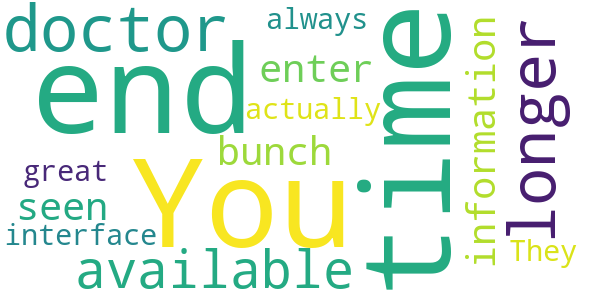 doctor
always
end
time
information
longer
enter
actually
bunch
great
You
seen
interface
They
available